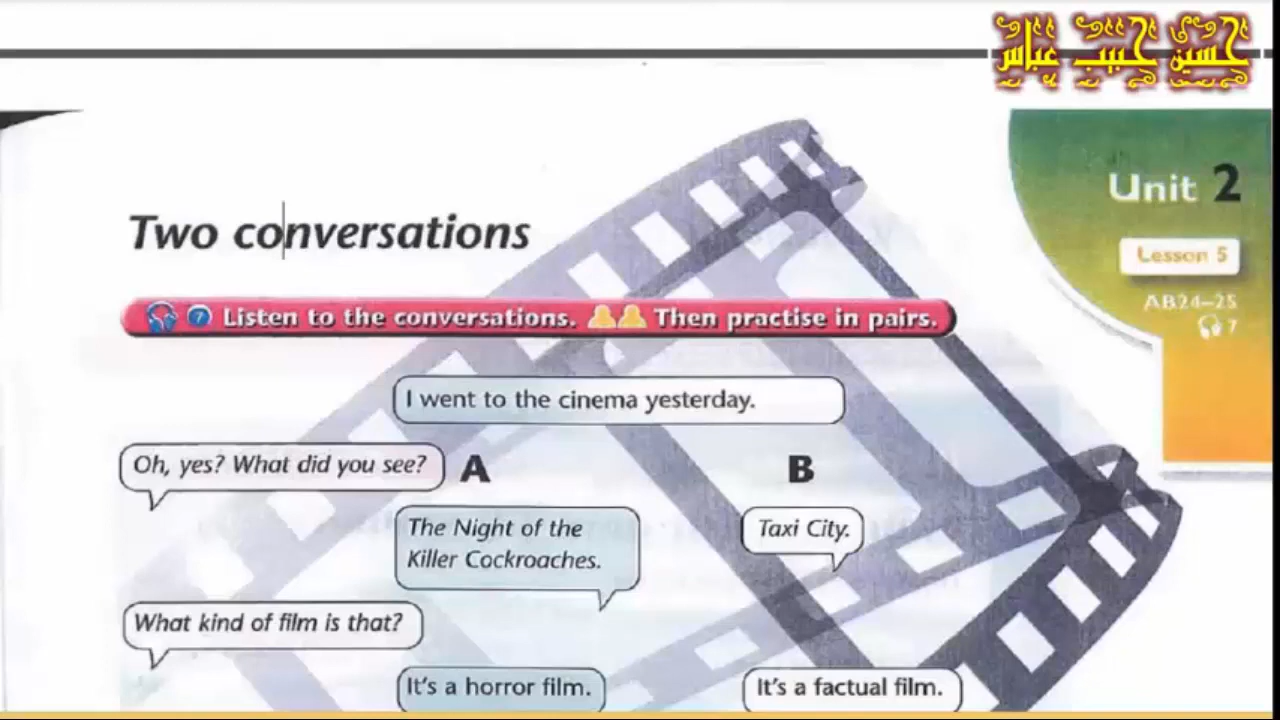 حسين حبيب عباس
Unit 2
Lesson 5
AB24–25
7
Two conversations
7 Listen to the conversations. Then practise in pairs.
I went to the cinema yesterday.
Oh, yes? What did you see?
A
B
The Night of the
Killer Cockroaches.
Taxi City.
What kind of film is that?
It's a horror film.
It's a factual film.